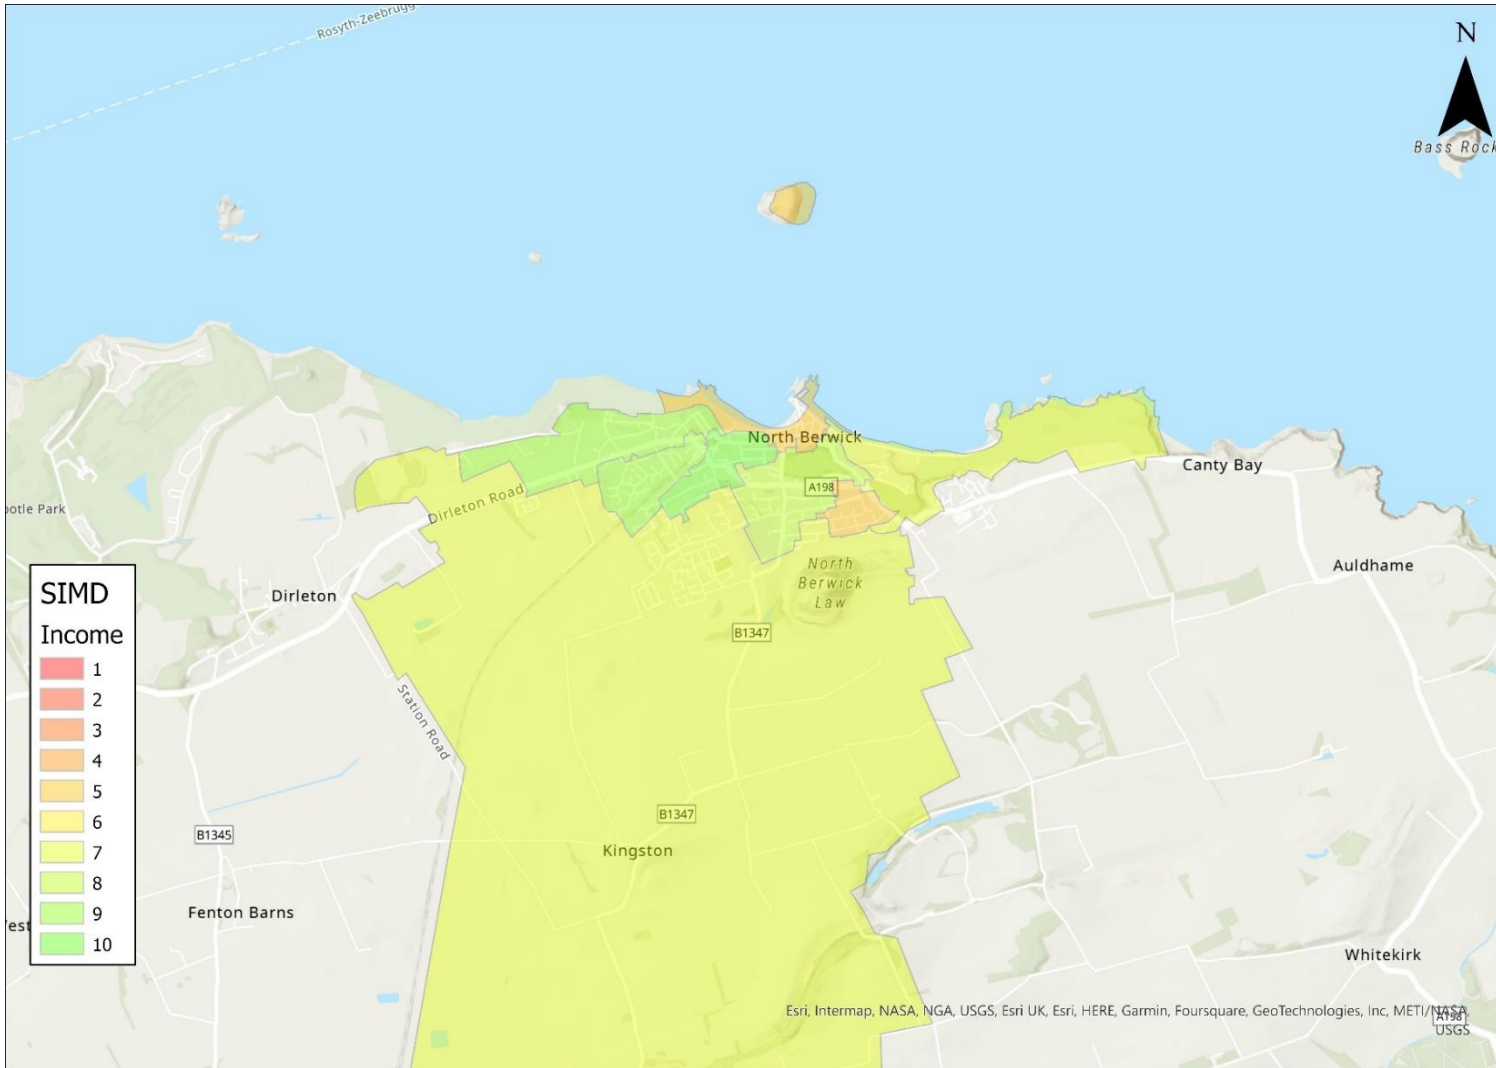 Rosyth-Zeebrugg
N
Bass Rock
North Berwick
Canty Bay
A198
Dirleton Road
ootle Park
Auldhame
North
Berwick
Law
Dirleton
SIMD
Income
1
2
3
4
5
6
7
8
9
10
B1347
Station Road
B1347
B1345
Kingston
Fenton Barns
Whitekirk
Esri, Intermap, NASA, NGA, USGS, Esri UK, Esri, HERE, Garmin, Foursquare, GeoTechnologies, Inc, METI/NASA,
USGS
A198